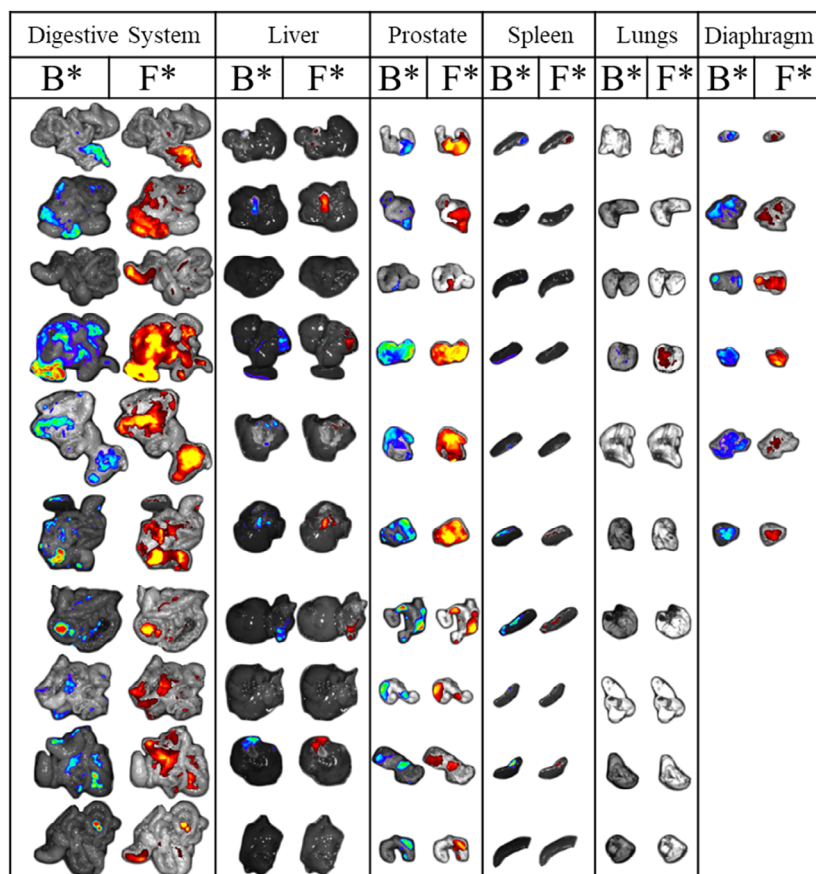 Digestive System Liver Prostate Spleen Lungs Diaphragm
B* F* B* F* B* F* B* F* B* F* B* F*